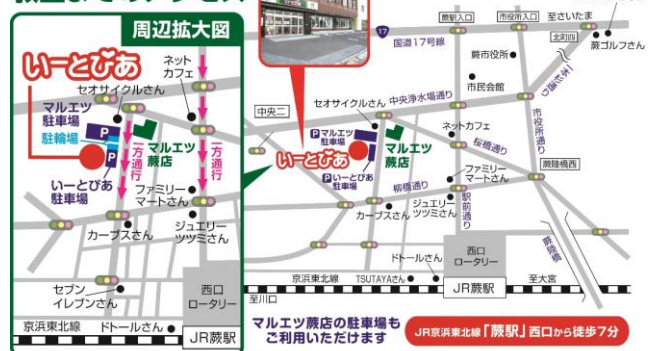 周辺拡大図
いーとぴあ
ネット
カフェ
セオサイクルさん
マルエツ
駐車場
駐輪場
P
P
マルエツ
蕨店
一方通行
一方通行
いーとぴあ
駐車場
ファミリー
マートさん
カーブスさん
ジュエリー
ツツミさん
セブン
イレブンさん
西口
ロータリー
京浜東北線
ドトールさん
JR蕨駅
17
国道17号線
蕨駅入口
市役所入口
至さいたま
北町四
蕨ゴルフさん
一本杉通り
蕨市役所
市民会館
市役所通り
中央二
セオサイクルさん
中央浄水場通り
P マルエツ
駐車場
いーとぴあ
マルエツ
蕨店
P いーとぴあ
駐車場
ネットカフェ
桜橋通り
蕨陸橋西
ファミリー
マートさん
柳橋通り
駅前通り
カーブスさん
ジュエリー
ツツミさん
蕨陸橋
西口
ロータリー
ドトールさん
京浜東北線
TSUTAYAさん
JR蕨駅
至大宮
至川口
マルエツ蕨店の駐車場も
ご利用いただけます
JR京浜東北線「蕨駅」西口から徒歩7分